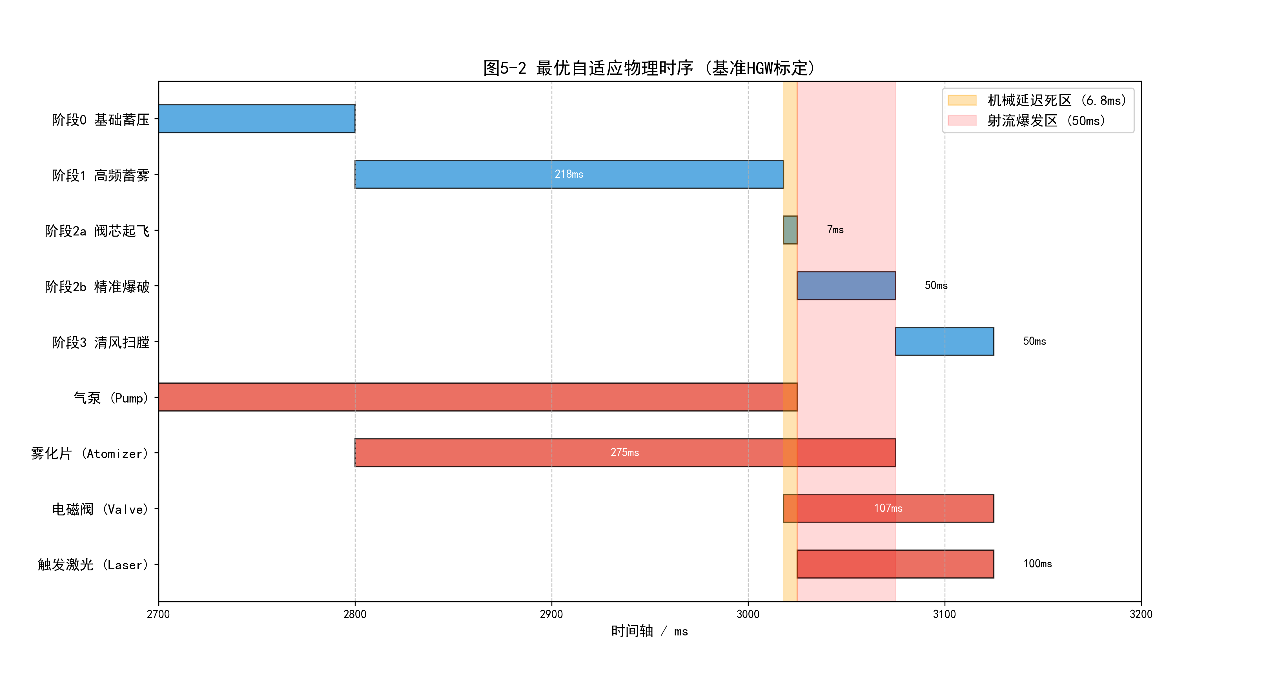 图5-2 最优自适应物理时序 (基准HGW标定)
机械延迟死区 (6.8ms)
射流爆发区 (50ms)
阶段0 基础蓄压
阶段1 高频蓄雾
218ms
阶段2a 阀芯起飞
7ms
阶段2b 精准爆破
50ms
阶段3 清风扫膛
50ms
气泵 (Pump)
雾化片 (Atomizer)
275ms
电磁阀 (Valve)
107ms
触发激光 (Laser)
100ms
2700 2800 2900 3000 3100 3200
时间轴 / ms